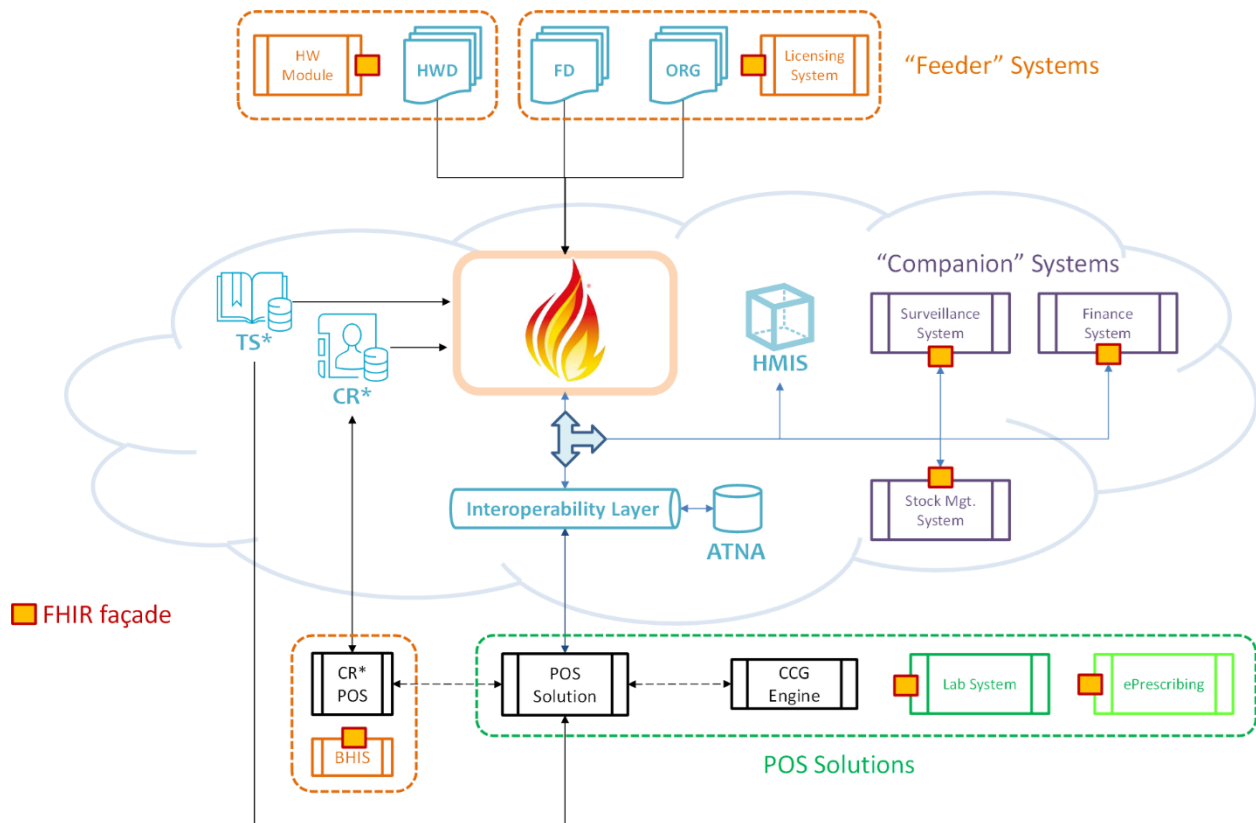 HW
Module
HWD
FD
ORG
Licensing
System
“Feeder” Systems
“Companion” Systems
TS*
CR*
HMIS
Surveillance
System
Finance
System
Interoperability Layer
ATNA
Stock Mgt.
System
FHIR façade
CR*
POS
BHIS
POS
Solution
CCG
Engine
Lab System
ePrescribing
POS Solutions